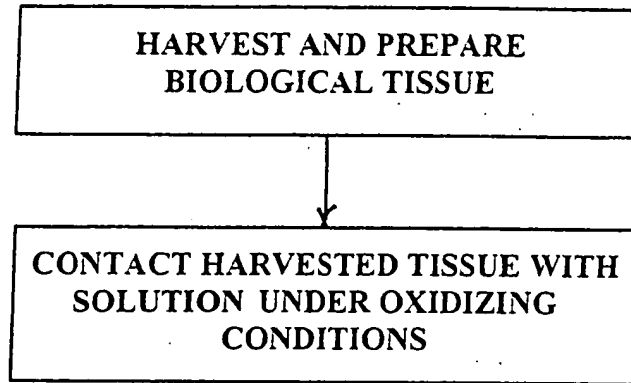 HARVEST AND PREPARE
BIOLOGICAL TISSUE
CONTACT HARVESTED TISSUE WITH
SOLUTION UNDER OXIDIZING
CONDITIONS